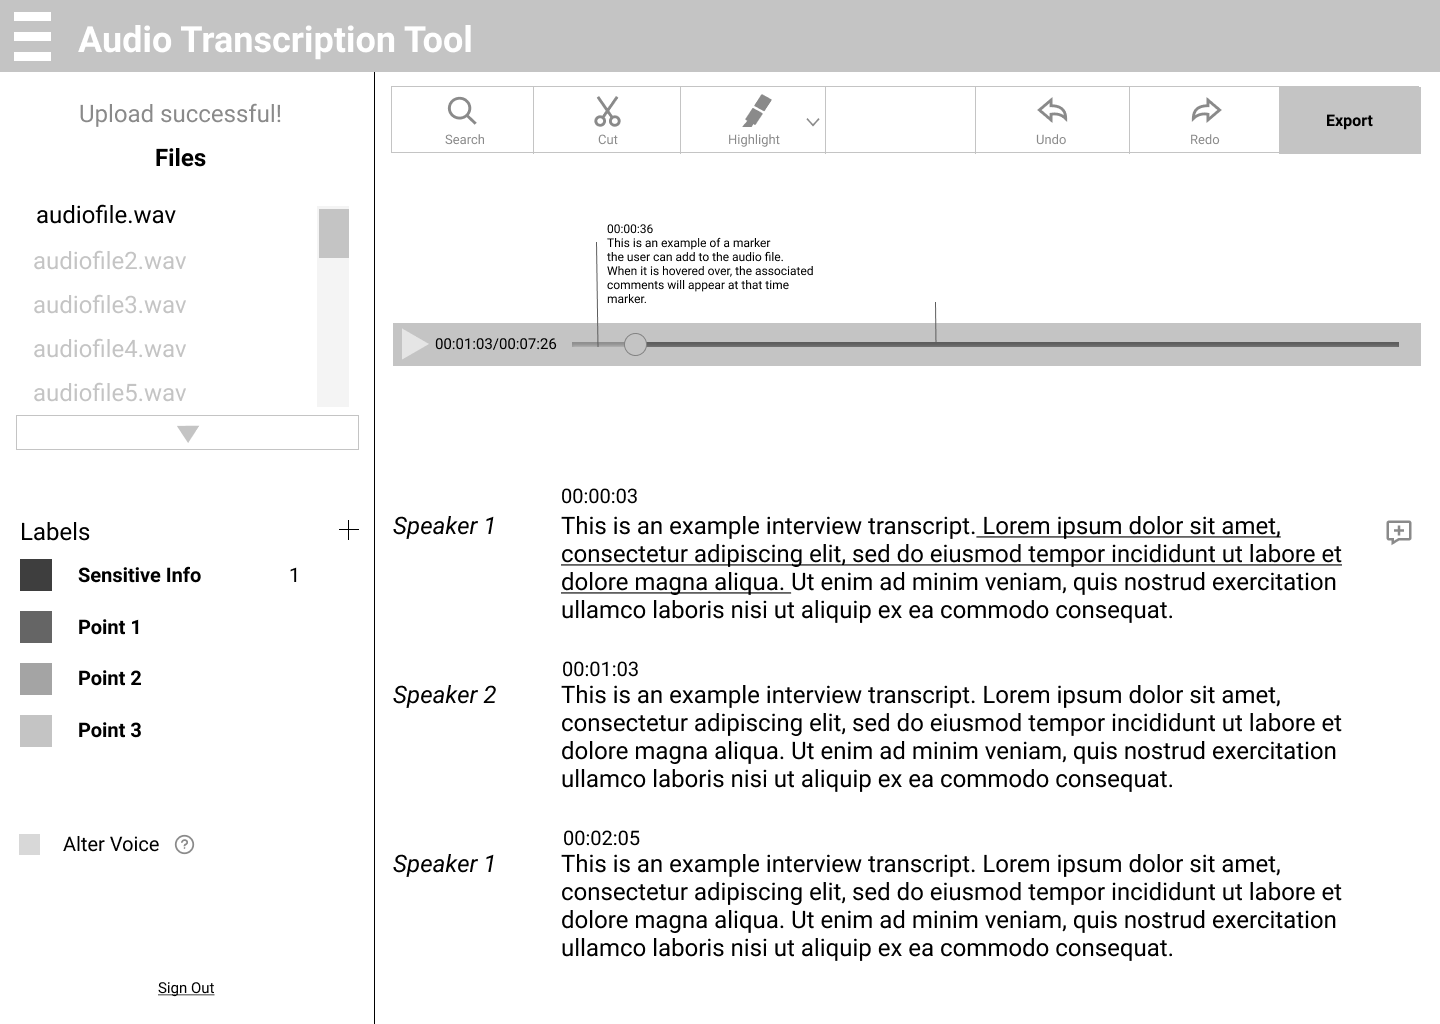 Audio Transcription Tool
Upload successful!
Files
audiofile.wav
audiofile2.wav
audiofile3.wav
audiofile4.wav
audiofile5.wav
Labels
Sensitive Info 1
Point 1
Point 2
Point 3
Alter Voice ?
Sign Out
Search
Cut
Highlight
Undo
Redo
Export
00:00:36
This is an example of a marker
the user can add to the audio file.
When it is hovered over, the associated
comments will appear at that time
marker.
00:01:03/00:07:26
00:00:03
Speaker 1
This is an example interview transcript. Lorem ipsum dolor sit amet,
consectetur adipiscing elit, sed do eiusmod tempor incididunt ut labore et
dolore magna aliqua. Ut enim ad minim veniam, quis nostrud exercitation
ullamco laboris nisi ut aliquip ex ea commodo consequat.
00:01:03
Speaker 2
This is an example interview transcript. Lorem ipsum dolor sit amet,
consectetur adipiscing elit, sed do eiusmod tempor incididunt ut labore et
dolore magna aliqua. Ut enim ad minim veniam, quis nostrud exercitation
ullamco laboris nisi ut aliquip ex ea commodo consequat.
00:02:05
Speaker 1
This is an example interview transcript. Lorem ipsum dolor sit amet,
consectetur adipiscing elit, sed do eiusmod tempor incididunt ut labore et
dolore magna aliqua. Ut enim ad minim veniam, quis nostrud exercitation
ullamco laboris nisi ut aliquip ex ea commodo consequat.